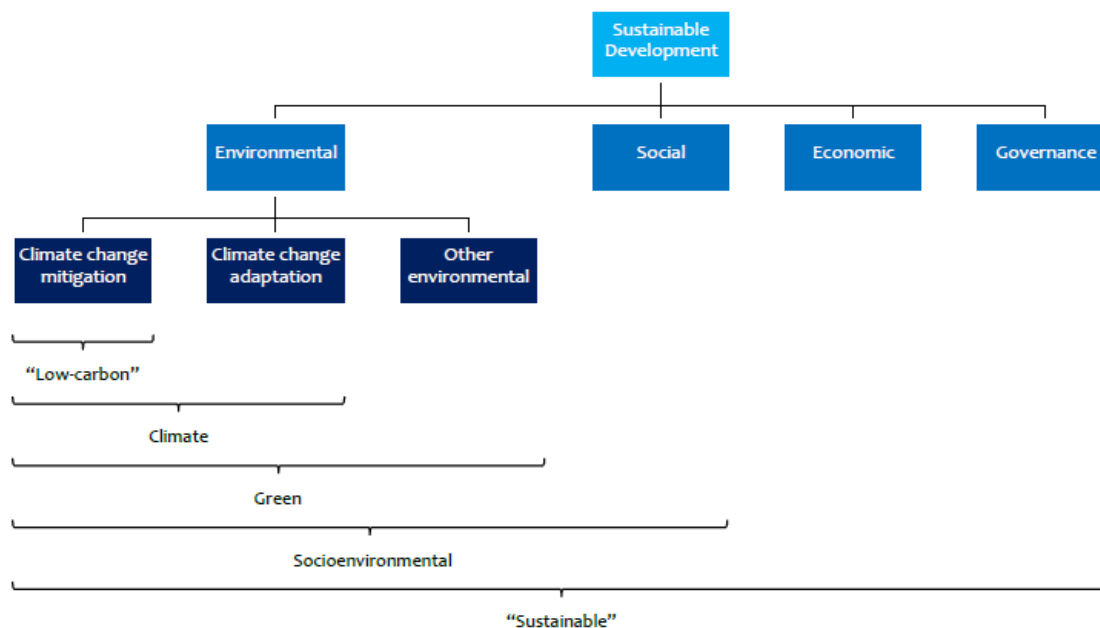 Sustainable
Development
Environmental
Social
Economic
Governance
Climate change
mitigation
Climate change
adaptation
Other
environmental
“Low-carbon”
Climate
Green
Socioenvironmental
“Sustainable”